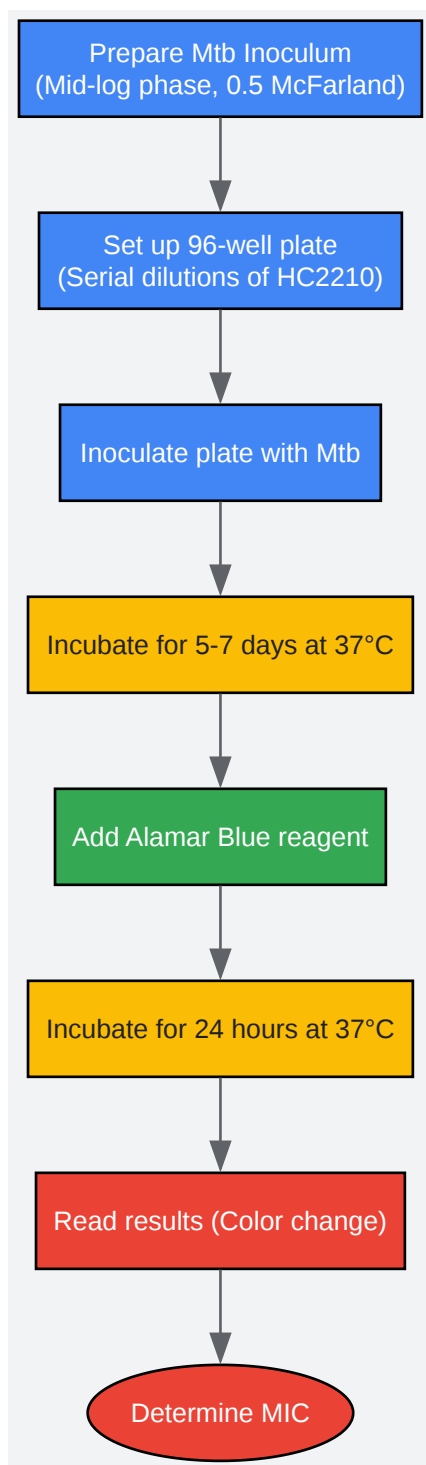 Prepare Mtb Inoculum
(Mid-log phase, 0.5 McFarland)
Set up 96-well plate
(Serial dilutions of HC2210)
Inoculate plate with Mtb
Incubate for 5-7 days at 37°C
Add Alamar Blue reagent
Incubate for 24 hours at 37°C
Read results (Color change)
Determine MIC